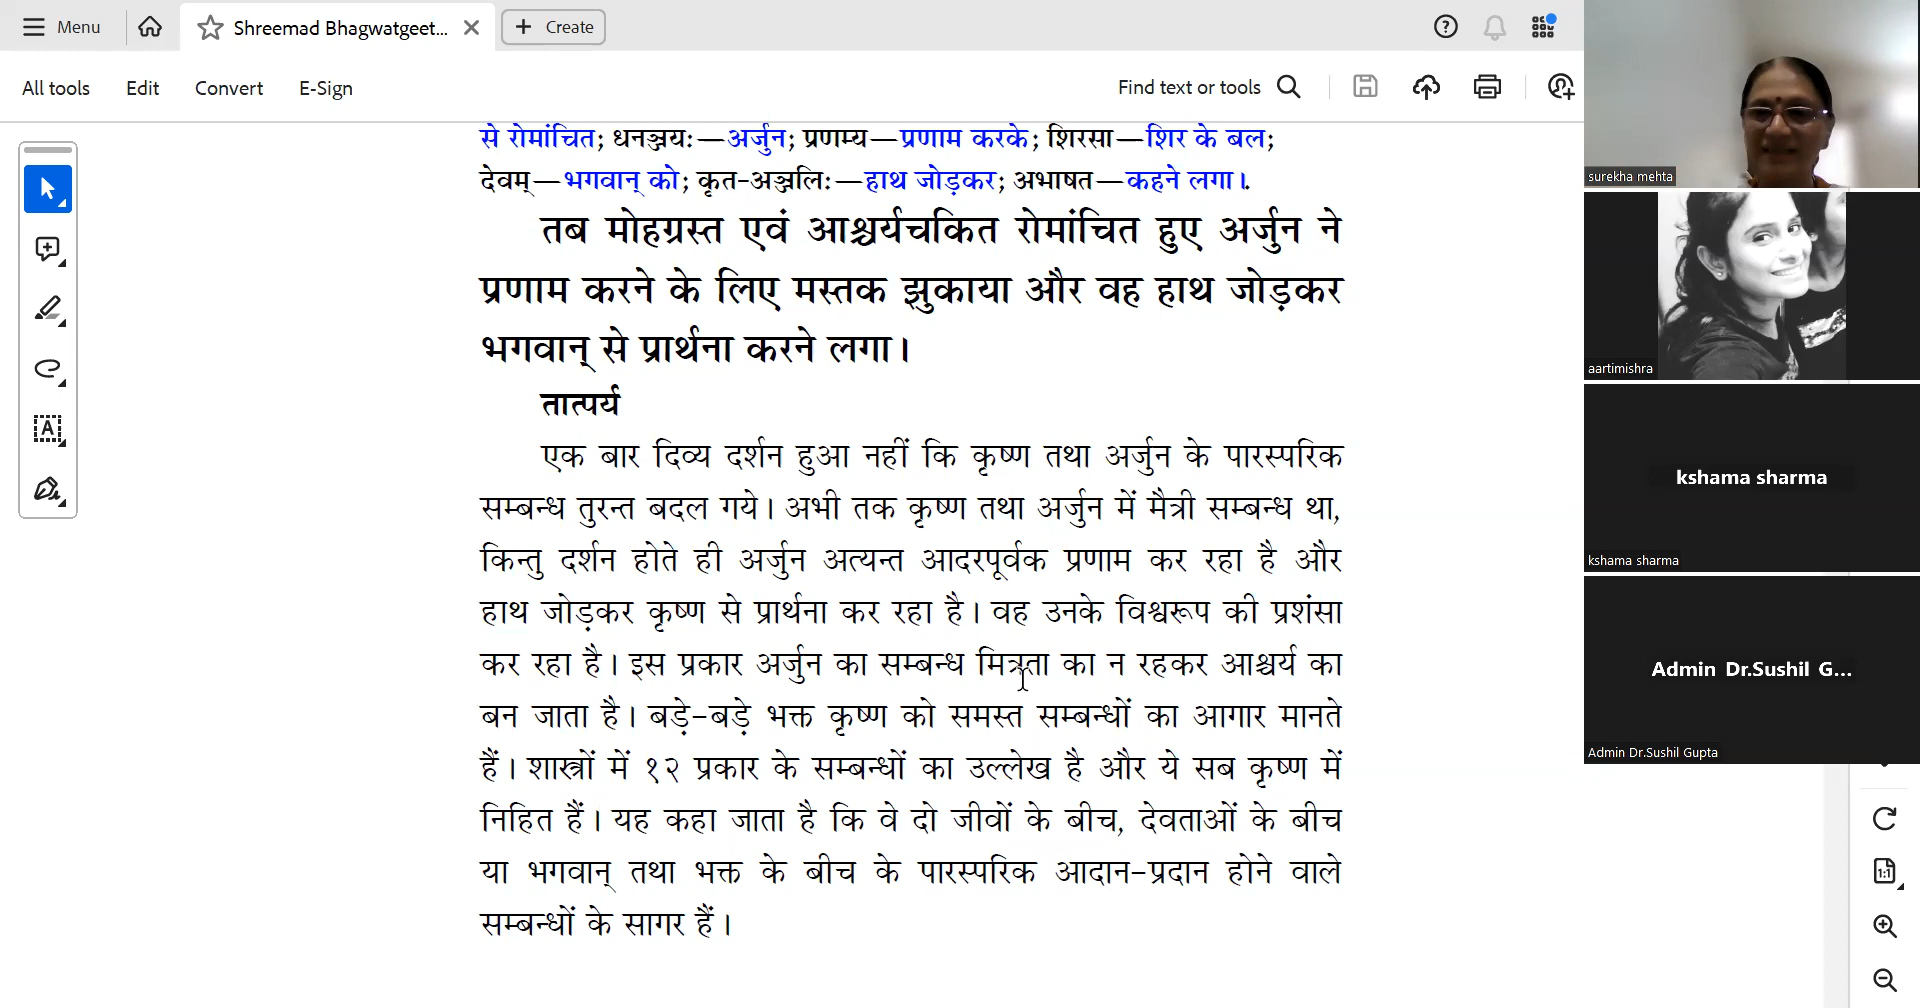 Menu
Shreemad Bhagwatgeet...
Create
All tools
Edit
Convert
E-Sign
Find text or tools
से रोमांचित; धनञ्जयः—अर्जुन; प्रणम्य—प्रणाम करके; शिरसा—शिर के बल;
देवम्—भगवान् को; कृत-अञ्जलिः—हाथ जोड़कर; अभाषत—कहने लगा।.
तब मोहग्रस्त एवं आश्चर्यचकित रोमांचित हुए अर्जुन ने
प्रणाम करने के लिए मस्तक झुकाया और वह हाथ जोड़कर
भगवान् से प्रार्थना करने लगा।
तात्पर्य
एक बार दिव्य दर्शन हुआ नहीं कि कृष्ण तथा अर्जुन के पारस्परिक
सम्बन्ध तुरन्त बदल गये। अभी तक कृष्ण तथा अर्जुन में मैत्री सम्बन्ध था,
किन्तु दर्शन होते ही अर्जुन अत्यन्त आदरपूर्वक प्रणाम कर रहा है और
हाथ जोड़कर कृष्ण से प्रार्थना कर रहा है। वह उनके विश्वरूप की प्रशंसा
कर रहा है। इस प्रकार अर्जुन का सम्बन्ध मित्रता का न रहकर आश्चर्य का
बन जाता है। बड़े-बड़े भक्त कृष्ण को समस्त सम्बन्धों का आगार मानते
हैं। शास्त्रों में १२ प्रकार के सम्बन्धों का उल्लेख है और ये सब कृष्ण में
निहित हैं। यह कहा जाता है कि वे दो जीवों के बीच, देवताओं के बीच
या भगवान् तथा भक्त के बीच के पारस्परिक आदान-प्रदान होने वाले
सम्बन्धों के सागर हैं।
surekha mehta
aartimishra
kshama sharma
kshama sharma
Admin Dr.Sushil G...
Admin Dr.Sushil Gupta
1:1